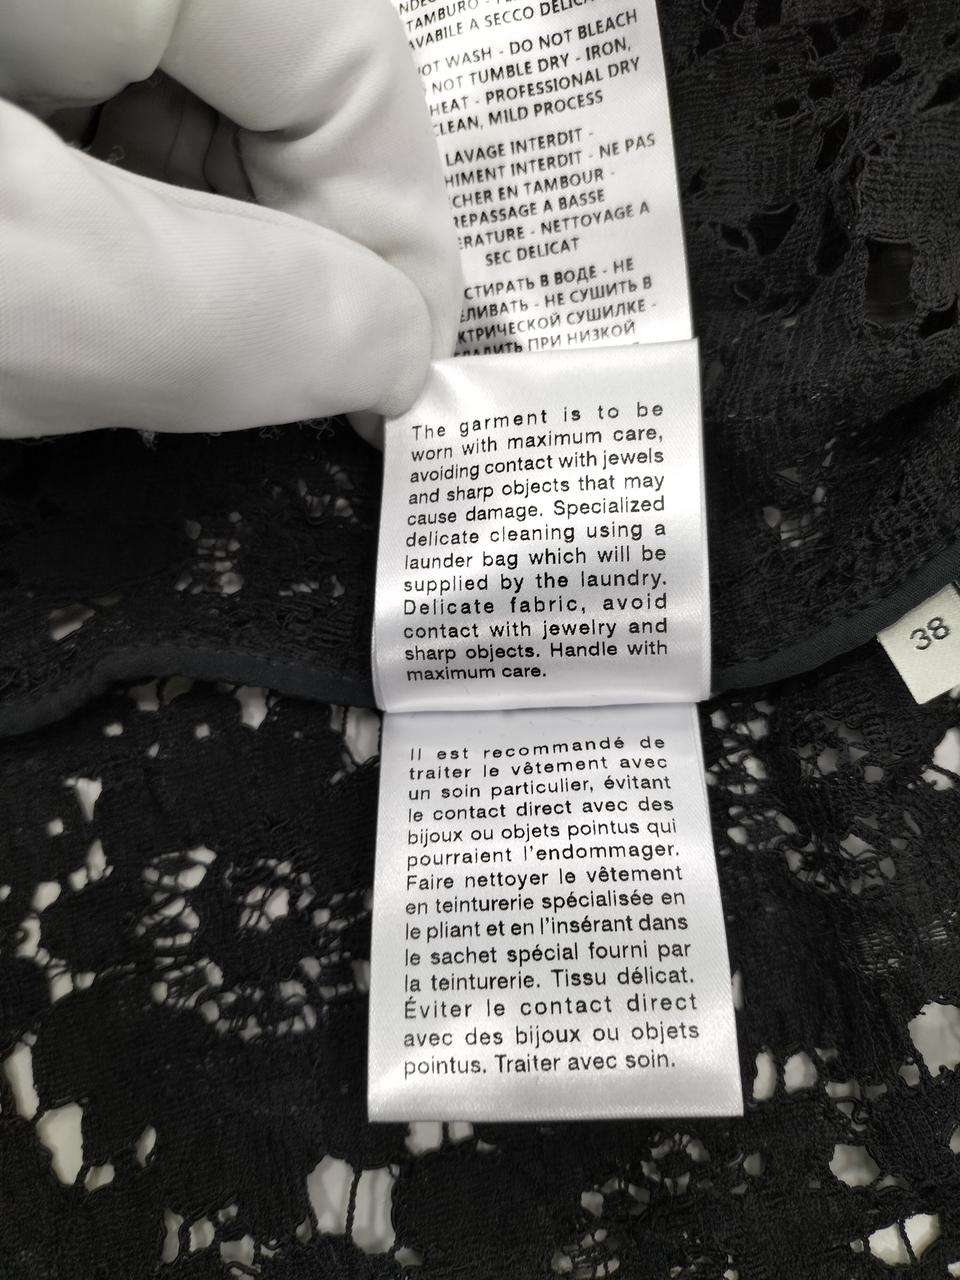 TAMBURO
AVABILE A SECCO DELICA
OT WASH - DO NOT BLEACH
NOT TUMBLE DRY - IRON,
HEAT - PROFESSIONAL DRY
CLEAN, MILD PROCESS
LAVAGE INTERDIT -
HIMENT INTERDIT - NE PAS
CHER EN TAMBOUR -
REPASSAGE A BASSE
ERATURE - NETTOYAGE A
SEC DELICAT
СТИРАТЬ В ВОДЕ - НЕ
ЕЛИВАТЬ - НЕ СУШИТЬ В
КТРИЧЕСКОЙ СУШИЛКЕ -
ГЛАДИТЬ ПРИ НИЗКОЙ
The garment is to be
worn with maximum care,
avoiding contact with jewels
and sharp objects that may
cause damage. Specialized
delicate cleaning using a
launder bag which will be
supplied by the laundry.
Delicate fabric, avoid
contact with jewelry and
sharp objects. Handle with
maximum care.
38
Il est recommandé de
traiter le vêtement avec
un soin particulier, évitant
le contact direct avec des
bijoux ou objets pointus qui
pourraient l'endommager.
Faire nettoyer le vêtement
en teinturerie spécialisée en
le pliant et en l'insérant dans
le sachet spécial fourni par
la teinturerie. Tissu délicat.
Éviter le contact direct
avec des bijoux ou objets
pointus. Traiter avec soin.